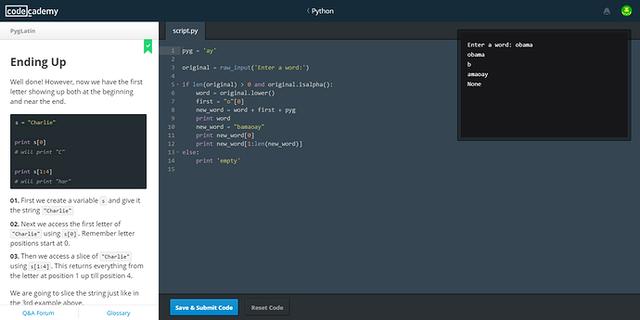 codecademy
Python
PygLatin
Ending Up
Well done! However, now we have the first
letter showing up both at the beginning
and near the end.
s = "Charlie"
print s[0]
# will print "C"
print s[1:4]
# will print "har"
01. First we create a variable s and give it
the string "Charlie"
02. Next we access the first letter of
"Charlie" using s[0]. Remember letter
positions start at 0.
03. Then we access a slice of "Charlie"
using s[1:4]. This returns everything from
the letter at position 1 up till position 4.
We are going to slice the string just like in
the 3rd example above.
Q&A Forum
Glossary
script.py
1 pyg = 'ay'
2
3 original = raw_input('Enter a word:')
4
5 if len(original) > 0 and original.isalpha():
6 word = original.lower()
7 first = "o"[0]
8 new_word = word + first + pyg
9 print word
10 new_word = "bamaoay"
11 print new_word[0]
12 print new_word[1:len(new_word)]
13 else:
14 print 'empty'
15
Save & Submit Code
Reset Code
Enter a word: obama
obama
b
amaoay
None